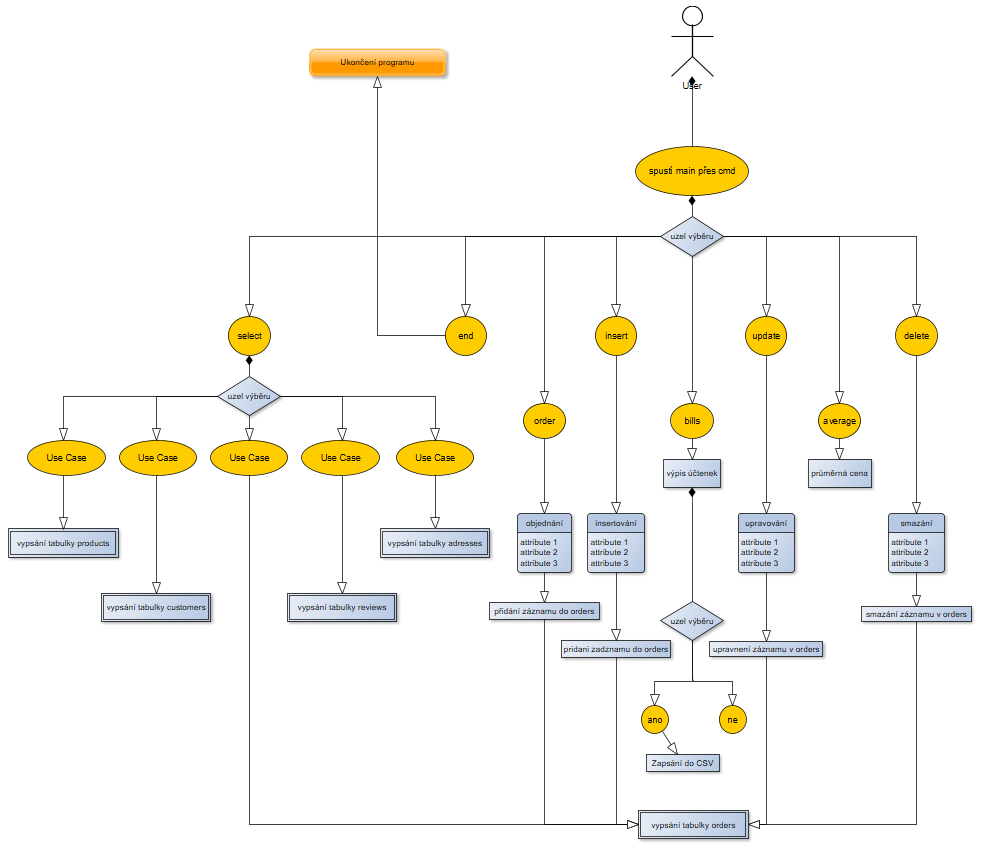 Ukončení programu
User
spustí main přes cmd
uzel výběru
select
end
insert
update
delete
uzel výběru
order
bills
average
Use Case
Use Case
Use Case
Use Case
Use Case
výpis účtenek
průměrná cena
objednání
attribute 1
attribute 2
attribute 3
insertování
attribute 1
attribute 2
attribute 3
upravování
attribute 1
attribute 2
attribute 3
smazání
attribute 1
attribute 2
attribute 3
vypsání tabulky products
vypsání tabulky adresses
vypsání tabulky customers
vypsání tabulky reviews
přidání záznamu do orders
smazání záznamu v orders
uzel výběru
pridani zadznamu do orders
upravnení záznamu v orders
ano
ne
Zapsání do CSV
vypsání tabulky orders